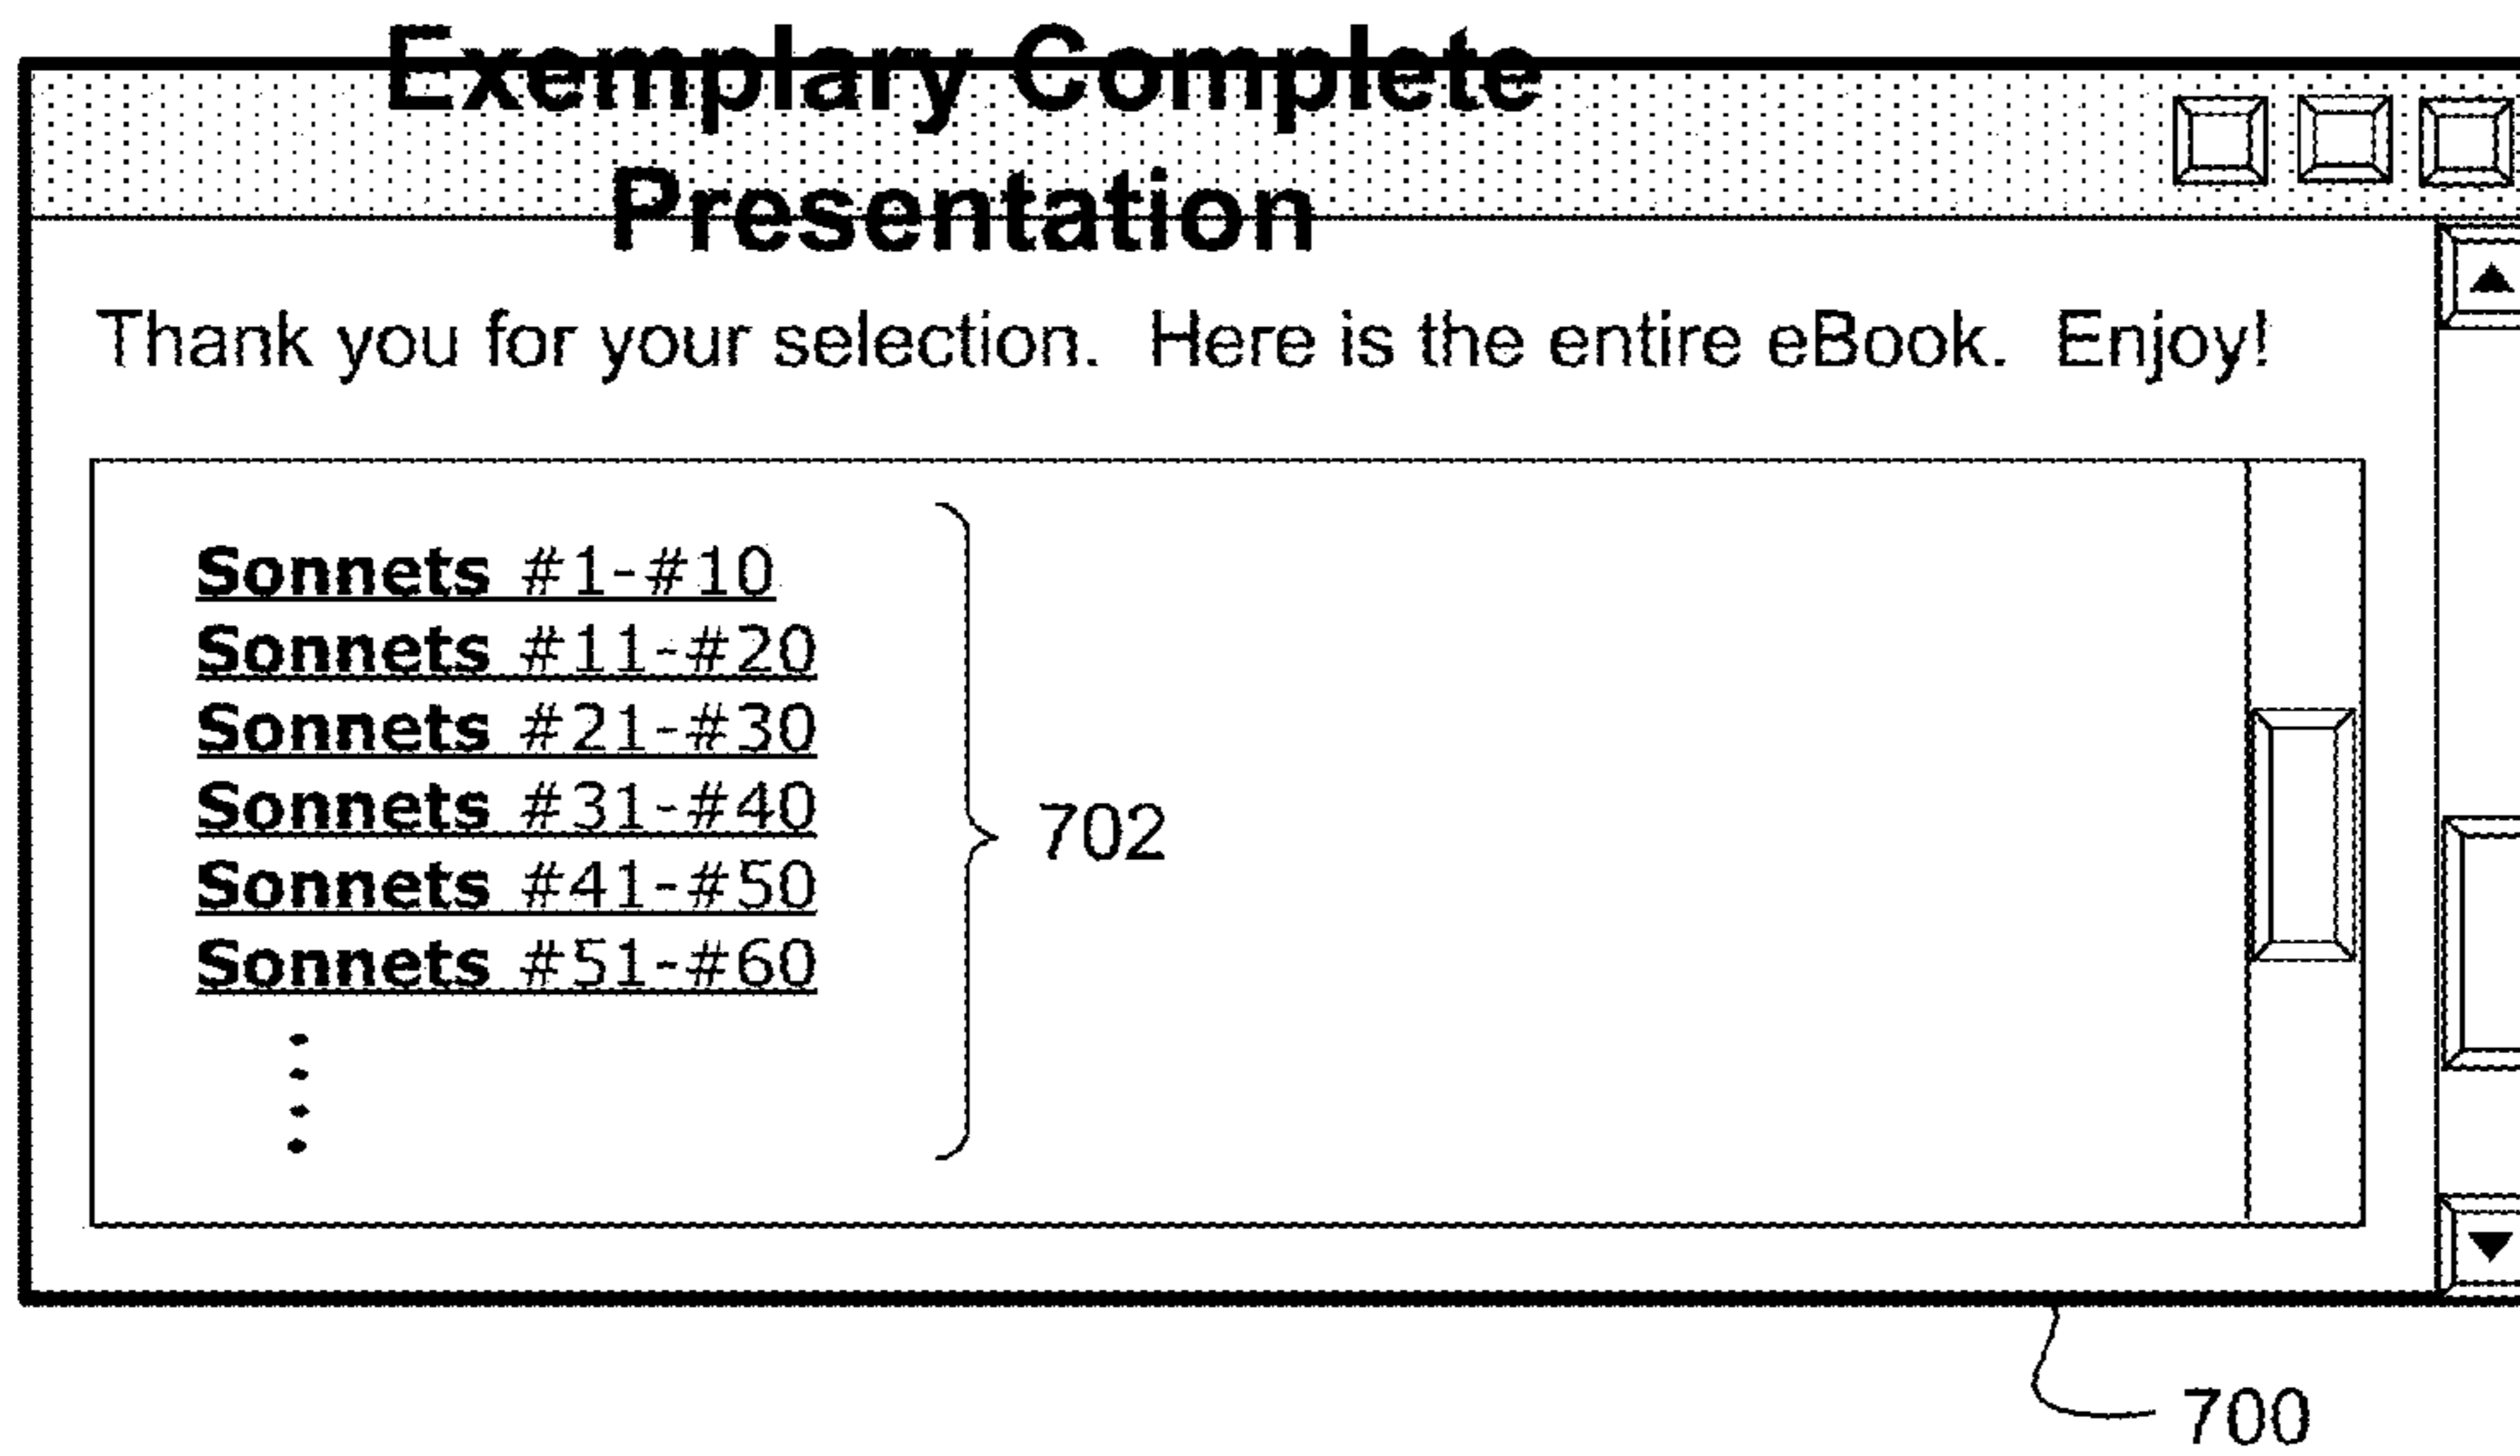 Exemplary Complete
Presentation
Thank you for your selection.  Here is the entire eBook.  Enjoy!
Sonnets #1-#10
Sonnets #11-#20
Sonnets #21-#30
Sonnets #31-#40
Sonnets #41-#50
Sonnets #51-#60
702
700